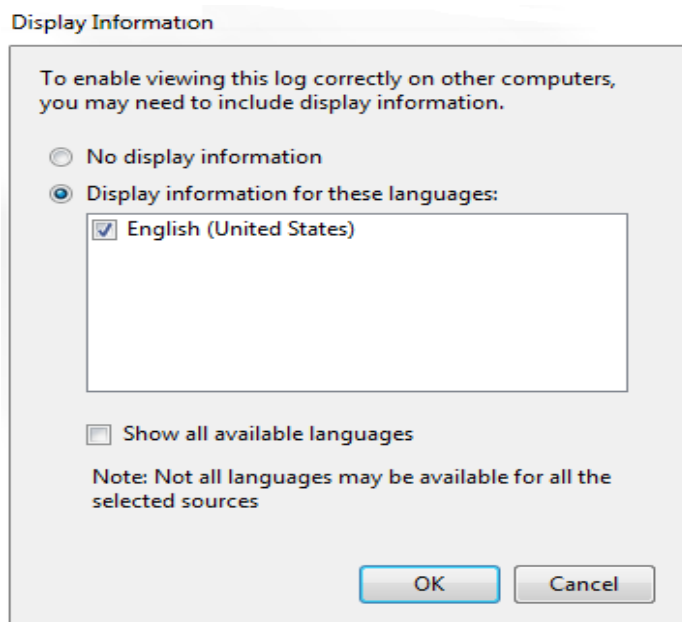 Display Information
To enable viewing this log correctly on other computers,
you may need to include display information.
No display information
Display information for these languages:
English (United States)
Show all available languages
Note: Not all languages may be available for all the
selected sources
OK
Cancel